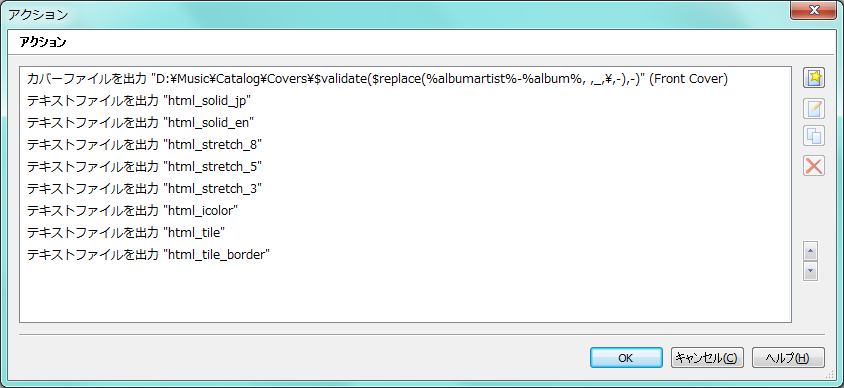 アクション
アクション
カバーファイルを出力 "D:¥Music¥Catalog¥Covers¥$validate($replace(%albumartist%-%album%, ,_,¥,-),-)" (Front Cover)
テキストファイルを出力 "html_solid_jp"
テキストファイルを出力 "html_solid_en"
テキストファイルを出力 "html_stretch_8"
テキストファイルを出力 "html_stretch_5"
テキストファイルを出力 "html_stretch_3"
テキストファイルを出力 "html_icolor"
テキストファイルを出力 "html_tile"
テキストファイルを出力 "html_tile_border"
OK キャンセル(C) ヘルプ(H)